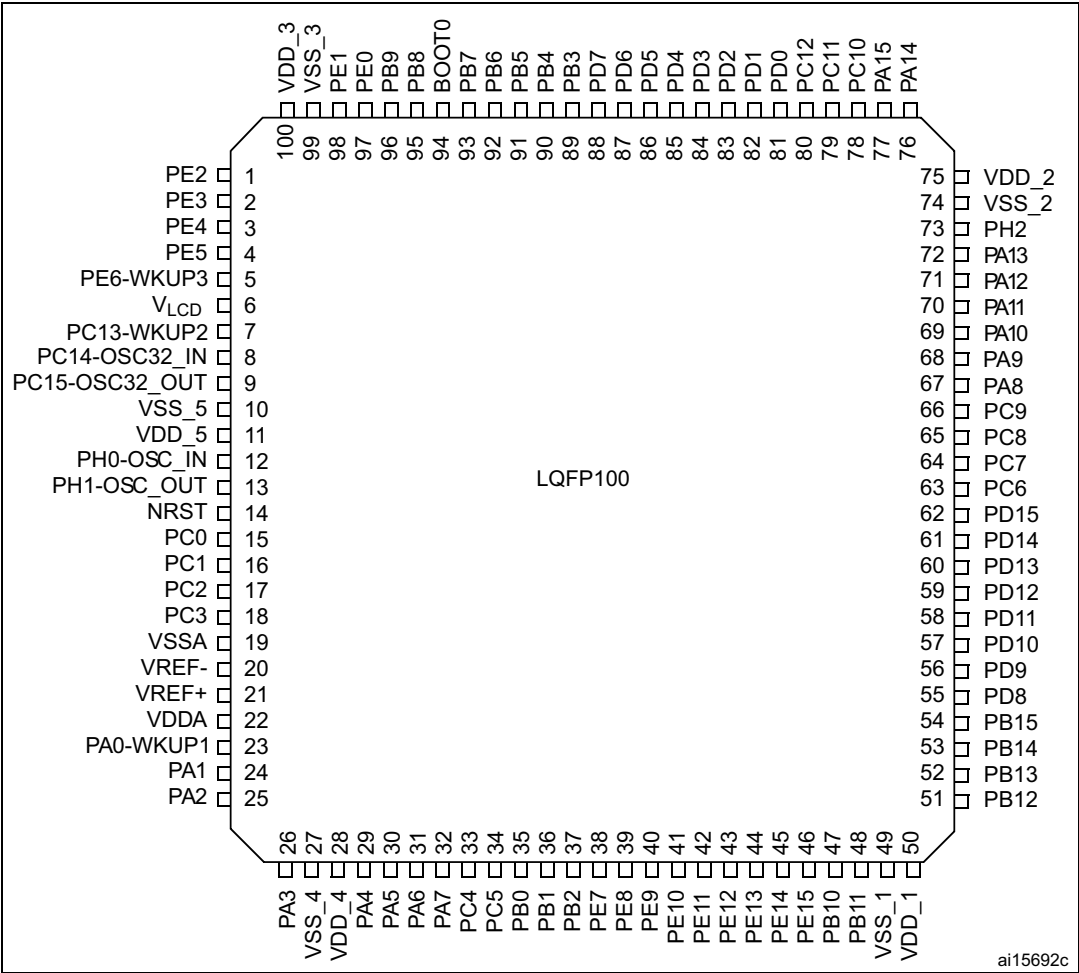 VDD_3
VSS_3
PE1
PE0
PB9
PB8
BOOT0
PB7
PB6
PB5
PB4
PB3
PD7
PD6
PD5
PD4
PD3
PD2
PD1
PD0
PC12
PC11
PC10
PA15
PA14
100
99
98
97
96
95
94
93
92
91
90
89
88
87
86
85
84
83
82
81
80
79
78
77
76
PE2 1
PE3 2
PE4 3
PE5 4
PE6-WKUP3 5
VLCD 6
PC13-WKUP2 7
PC14-OSC32_IN 8
PC15-OSC32_OUT 9
VSS_5 10
VDD_5 11
PH0-OSC_IN 12
PH1-OSC_OUT 13
NRST 14
PC0 15
PC1 16
PC2 17
PC3 18
VSSA 19
VREF- 20
VREF+ 21
VDDA 22
PA0-WKUP1 23
PA1 24
PA2 25
LQFP100
75 VDD_2
74 VSS_2
73 PH2
72 PA13
71 PA12
70 PA11
69 PA10
68 PA9
67 PA8
66 PC9
65 PC8
64 PC7
63 PC6
62 PD15
61 PD14
60 PD13
59 PD12
58 PD11
57 PD10
56 PD9
55 PD8
54 PB15
53 PB14
52 PB13
51 PB12
26
27
28
29
30
31
32
33
34
35
36
37
38
39
40
41
42
43
44
45
46
47
48
49
50
PA3
VSS_4
VDD_4
PA4
PA5
PA6
PA7
PC4
PC5
PB0
PB1
PB2
PE7
PE8
PE9
PE10
PE11
PE12
PE13
PE14
PE15
PB10
PB11
VSS_1
VDD_1
ai15692c